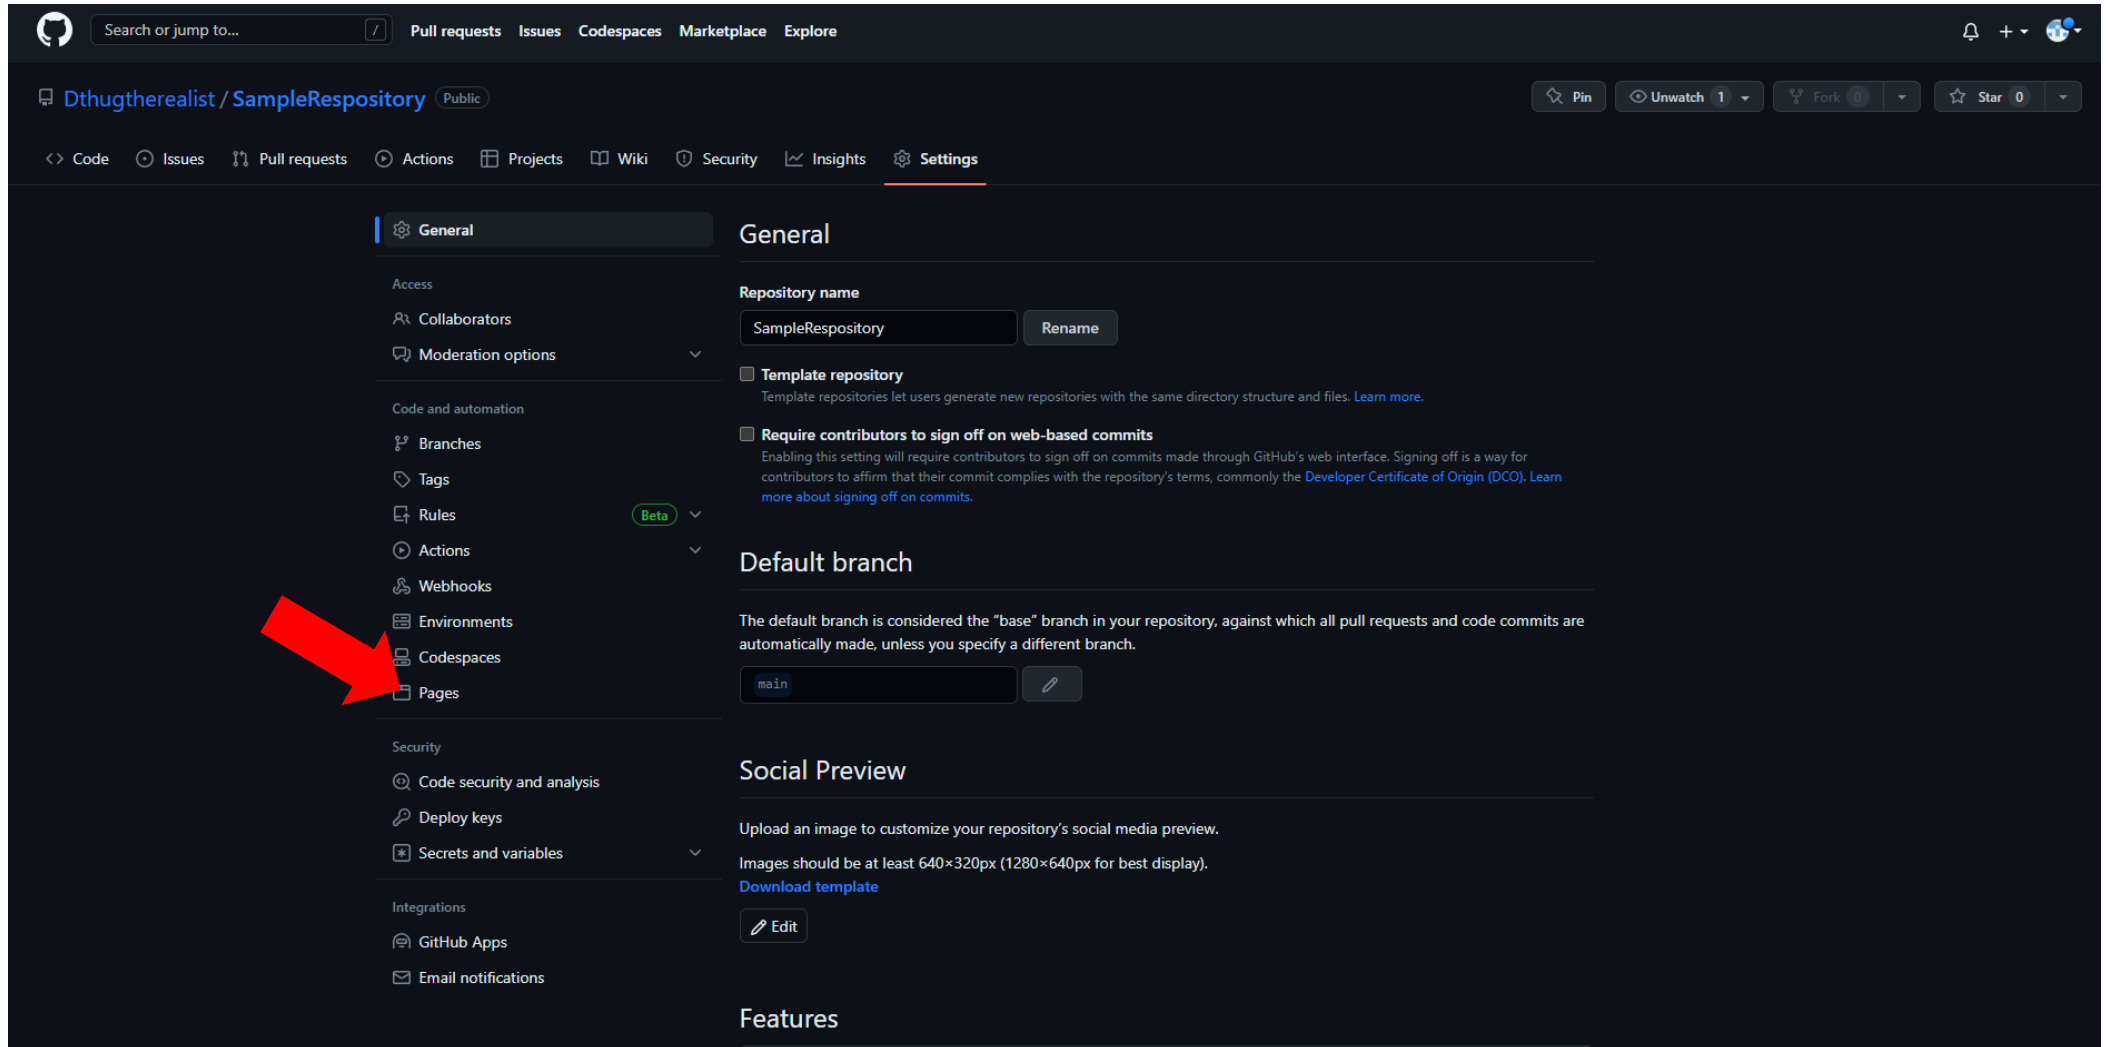 Search or jump to... /
Pull requests Issues Codespaces Marketplace Explore
Dthugtherealist / SampleRespository Public
Pin Unwatch 1 Fork 0 Star 0
Code Issues Pull requests Actions Projects Wiki Security Insights Settings
General
Access
Collaborators
Moderation options
Code and automation
Branches
Tags
Rules Beta
Actions
Webhooks
Environments
Codespaces
Pages
Security
Code security and analysis
Deploy keys
Secrets and variables
Integrations
GitHub Apps
Email notifications
General
Repository name
SampleRespository Rename
Template repository
Template repositories let users generate new repositories with the same directory structure and files. Learn more.
Require contributors to sign off on web-based commits
Enabling this setting will require contributors to sign off on commits made through GitHub's web interface. Signing off is a way for
contributors to affirm that their commit complies with the repository's terms, commonly the Developer Certificate of Origin (DCO). Learn
more about signing off on commits.
Default branch
The default branch is considered the “base” branch in your repository, against which all pull requests and code commits are
automatically made, unless you specify a different branch.
main
Social Preview
Upload an image to customize your repository’s social media preview.
Images should be at least 640×320px (1280×640px for best display).
Download template
Edit
Features